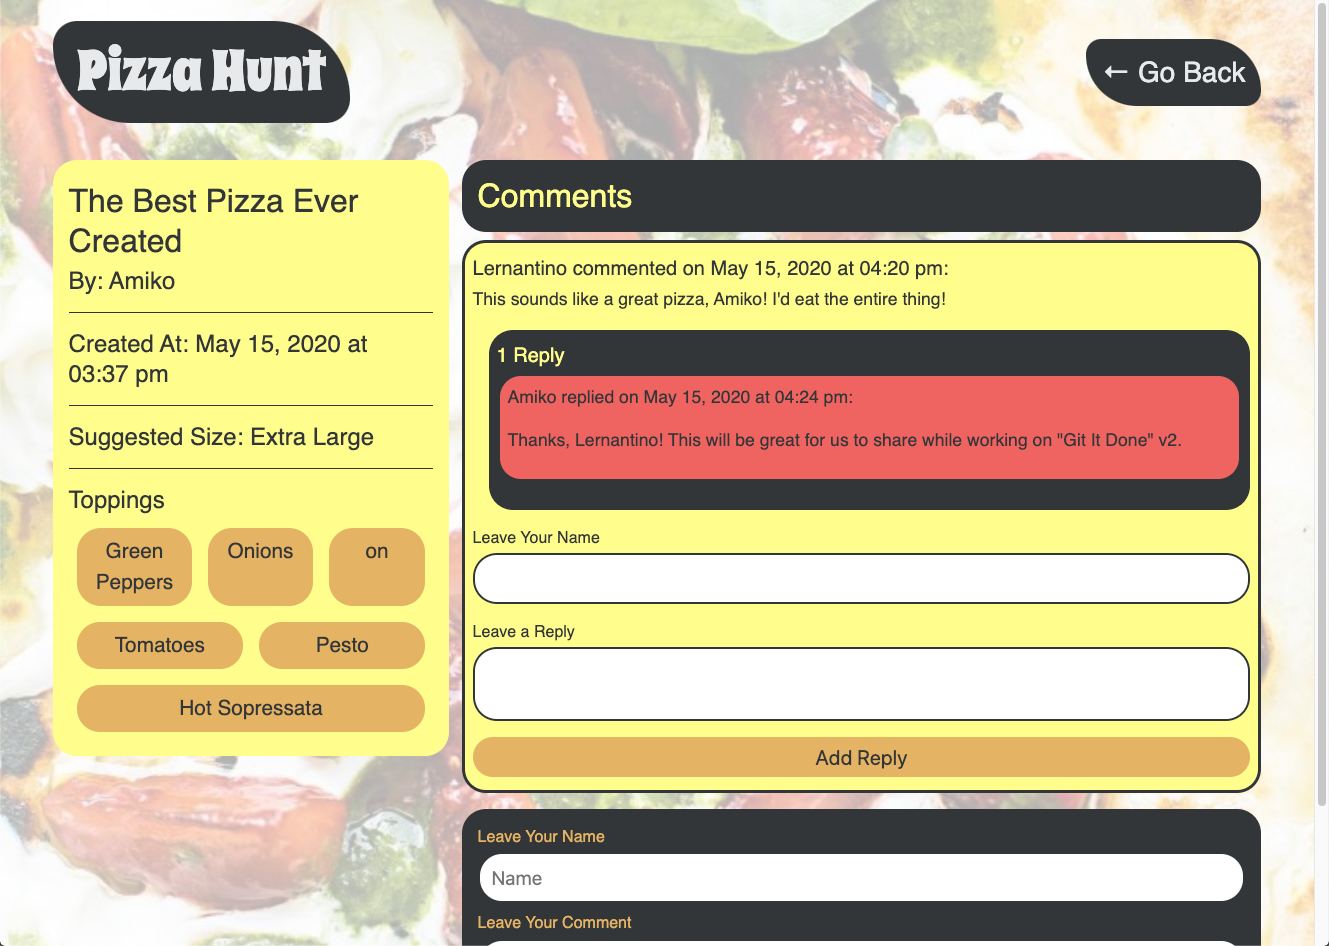 Pizza Hunt
← Go Back
The Best Pizza Ever
Created
By: Amiko
Created At: May 15, 2020 at
03:37 pm
Suggested Size: Extra Large
Toppings
Green
Peppers
Onions
on
Tomatoes
Pesto
Hot Sopressata
Comments
Lernantino commented on May 15, 2020 at 04:20 pm:
This sounds like a great pizza, Amiko! I'd eat the entire thing!
1 Reply
Amiko replied on May 15, 2020 at 04:24 pm:
Thanks, Lernantino! This will be great for us to share while working on "Git It Done" v2.
Leave Your Name
Leave a Reply
Add Reply
Leave Your Name
Name
Leave Your Comment